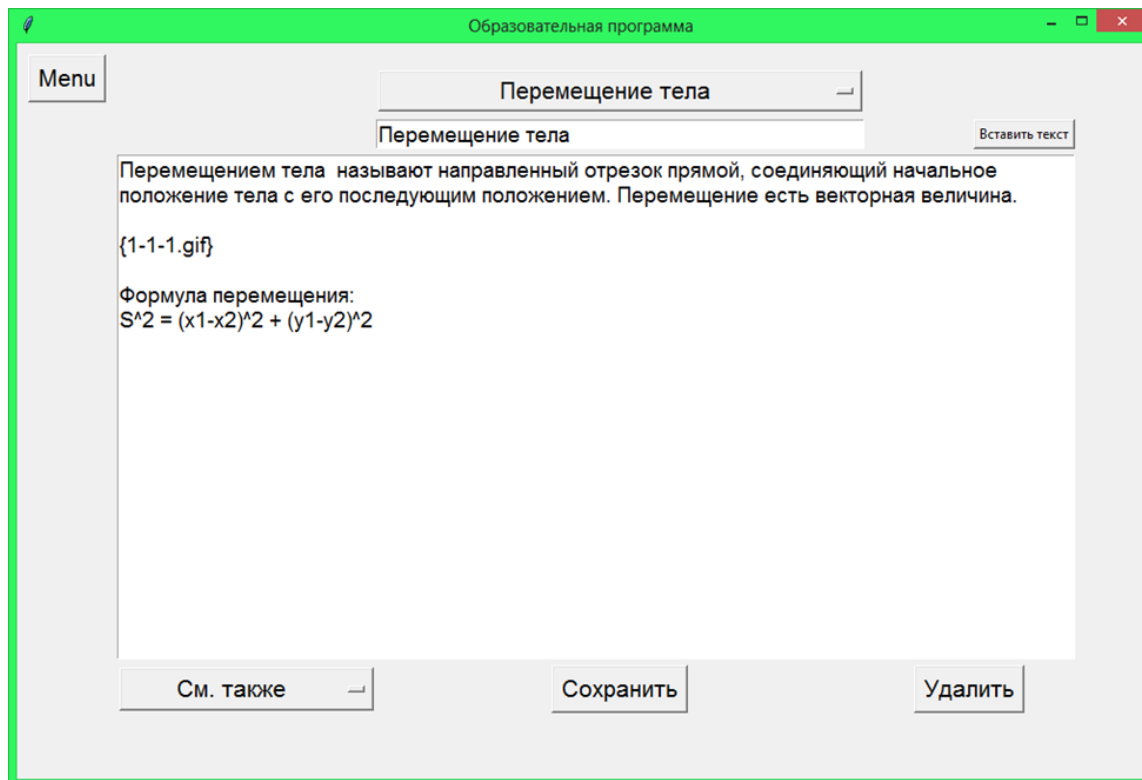 Образовательная программа
Menu
Перемещение тела
Перемещение тела
Вставить текст
Перемещением тела  называют направленный отрезок прямой, соединяющий начальное
положение тела с его последующим положением. Перемещение есть векторная величина.
{1-1-1.gif}
Формула перемещения:
S^2 = (x1-x2)^2 + (y1-y2)^2
См. также
Сохранить
Удалить